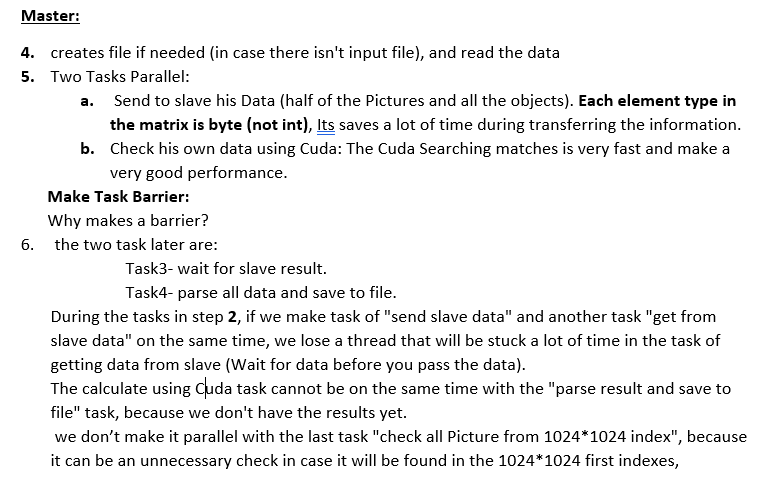 Master:
4. creates file if needed (in case there isn't input file), and read the data
5. Two Tasks Parallel:
a. Send to slave his Data (half of the Pictures and all the objects). Each element type in
the matrix is byte (not int), Its saves a lot of time during transferring the information.
b. Check his own data using Cuda: The Cuda Searching matches is very fast and make a
very good performance.
Make Task Barrier:
Why makes a barrier?
6. the two task later are:
Task3- wait for slave result.
Task4- parse all data and save to file.
During the tasks in step 2, if we make task of "send slave data" and another task "get from
slave data" on the same time, we lose a thread that will be stuck a lot of time in the task of
getting data from slave (Wait for data before you pass the data).
The calculate using Cuda task cannot be on the same time with the "parse result and save to
file" task, because we don't have the results yet.
we don't make it parallel with the last task "check all Picture from 1024*1024 index", because
it can be an unnecessary check in case it will be found in the 1024*1024 first indexes,